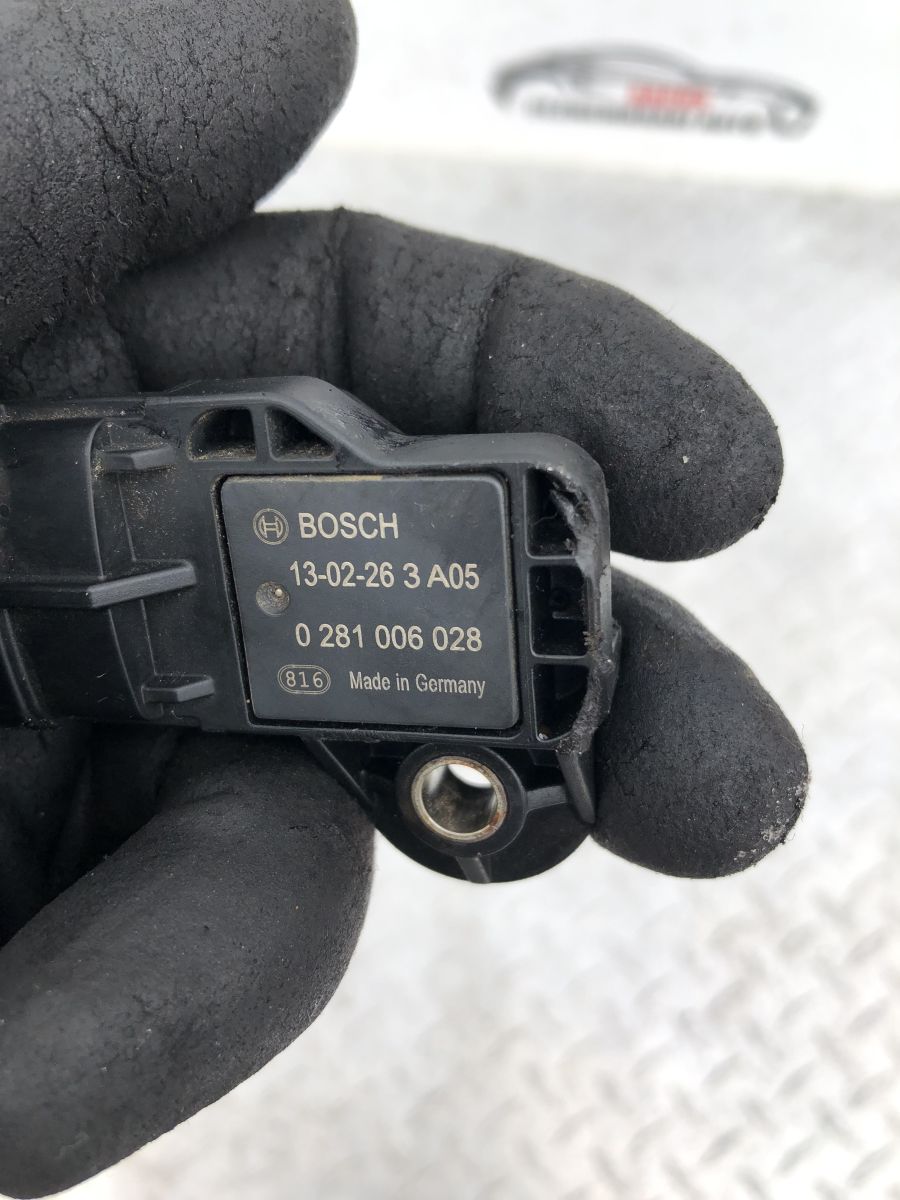 BOSCH
13-02-26 3 A05
0 281 006 028
816 Made in Germany